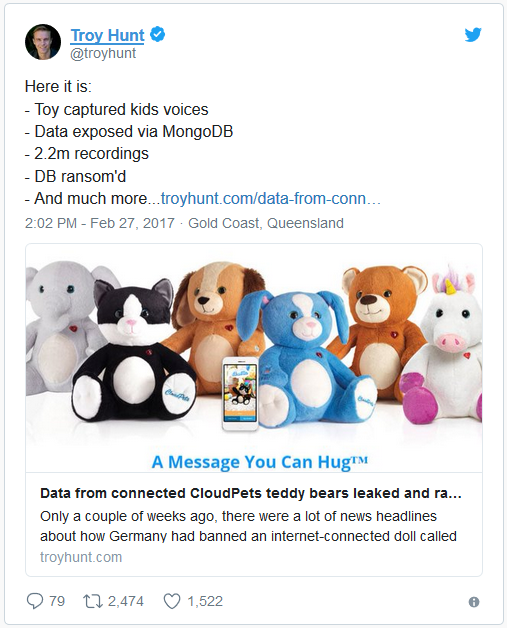 Troy Hunt
@troyhunt
Here it is:
- Toy captured kids voices
- Data exposed via MongoDB
- 2.2m recordings
- DB ransom'd
- And much more...troyhunt.com/data-from-conn…
2:02 PM - Feb 27, 2017 · Gold Coast, Queensland
CloudPets
A Message You Can Hug™
Data from connected CloudPets teddy bears leaked and ra…
Only a couple of weeks ago, there were a lot of news headlines
about how Germany had banned an internet-connected doll called
troyhunt.com
79 2,474 1,522